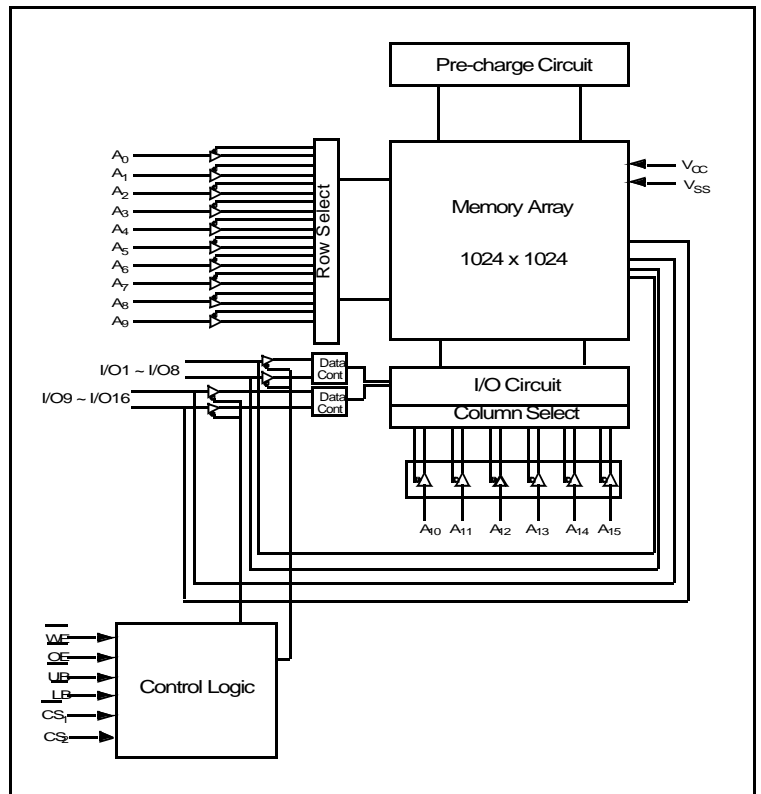 Pre-charge Circuit
A0
A1
A2
A3
A4
A5
A6
A7
A8
A9
Row Select
Memory Array
1024 x 1024
VCC
VSS
I/O1 ~ I/O8
I/O9 ~ I/O16
Data
Cont
Data
Cont
I/O Circuit
Column Select
A10 A11 A12 A13 A14 A15
WE
OE
UB
LB
CS1
CS2
Control Logic